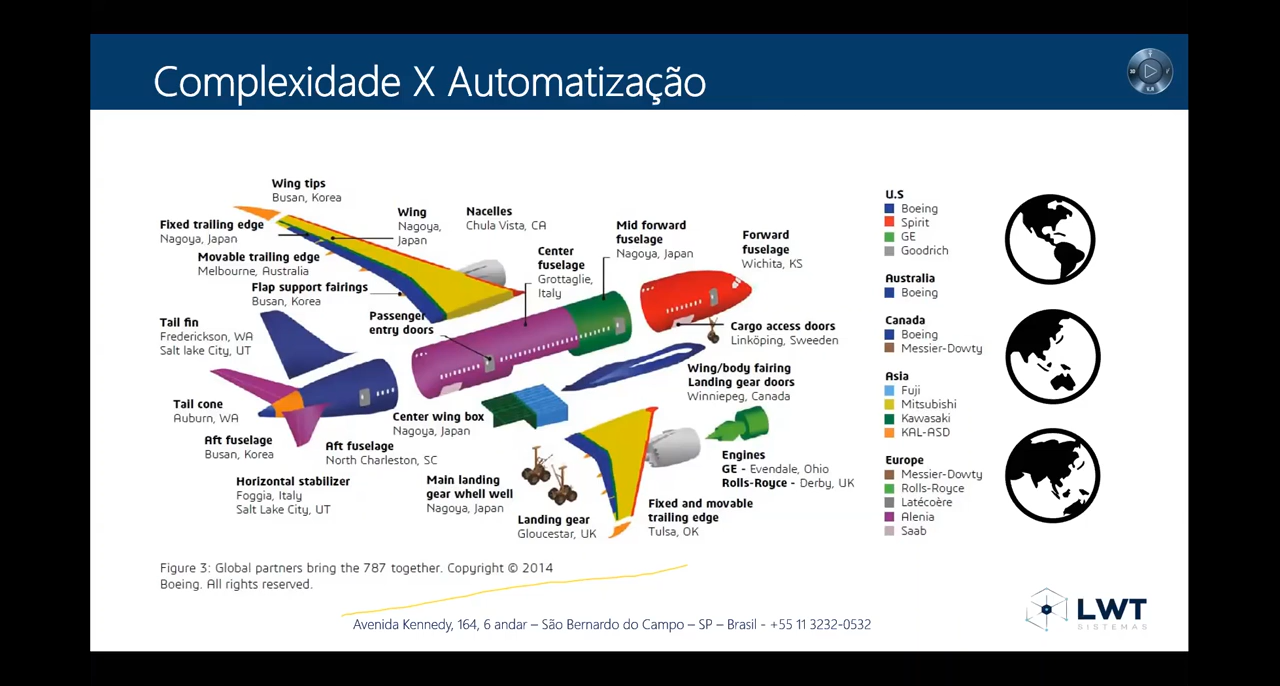 Complexidade X Automatização
Wing tips
Busan, Korea
Fixed trailing edge
Nagoya, Japan
Movable trailing edge
Melbourne, Australia
Flap support fairings
Busan, Korea
Wing
Nagoya,
Japan
Nacelles
Chula Vista, CA
Center
fuselage
Grottaglie,
Italy
Mid forward
fuselage
Nagoya, Japan
Forward
fuselage
Wichita, KS
Passenger
entry doors
Tail fin
Frederickson, WA
Salt lake City, UT
Cargo access doors
Linköping, Sweeden
Wing/body fairing
Landing gear doors
Winniepeg, Canada
Tail cone
Auburn, WA
Aft fuselage
Busan, Korea
Aft fuselage
North Charleston, SC
Center wing box
Nagoya, Japan
Horizontal stabilizer
Foggia, Italy
Salt Lake City, UT
Main landing
gear whell well
Nagoya, Japan
Landing gear
Gloucestar, UK
Engines
GE - Evendale, Ohio
Rolls-Royce - Derby, UK
Fixed and movable
trailing edge
Tulsa, OK
U.S
Boeing
Spirit
GE
Goodrich
Australia
Boeing
Canada
Boeing
Messier-Dowty
Asia
Fuji
Mitsubishi
Kawasaki
KAL-ASD
Europe
Messier-Dowty
Rolls-Royce
Latécoère
Alenia
Saab
Figure 3: Global partners bring the 787 together. Copyright © 2014
Boeing. All rights reserved.
Avenida Kennedy, 164, 6 andar – São Bernardo do Campo – SP – Brasil - +55 11 3232-0532
LWT
SISTEMAS